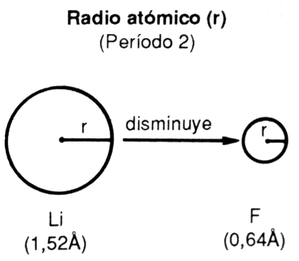 Radio atómico (r)
(Período 2)
r
disminuye
r
Li
(1,52Å)
F
(0,64Å)